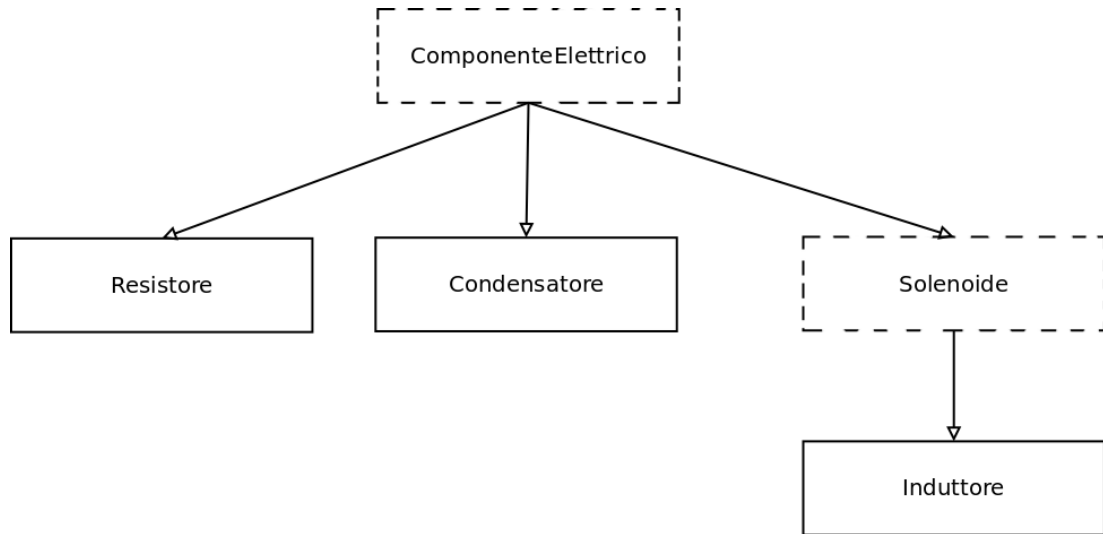 ComponenteElettrico
Resistore
Condensatore
Solenoide
Induttore